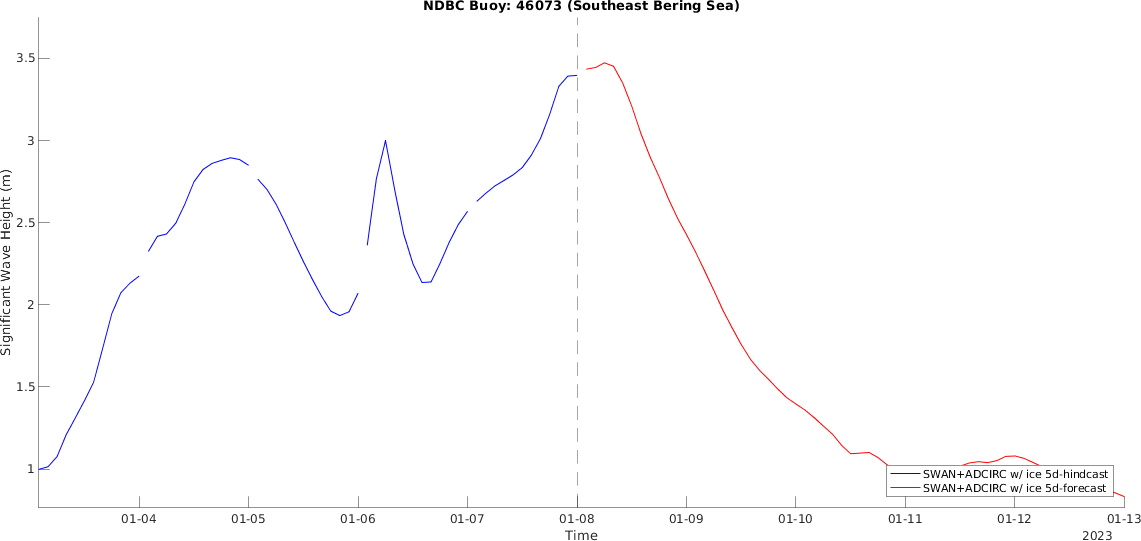 NDBC Buoy: 46073 (Southeast Bering Sea)
3.5
3
2.5
2
1.5
1
Significant Wave Height (m)
SWAN+ADCIRC w/ ice 5d-hindcast
SWAN+ADCIRC w/ ice 5d-forecast
01-04 01-05 01-06 01-07 01-08 01-09 01-10 01-11 01-12 01-13
Time
2023